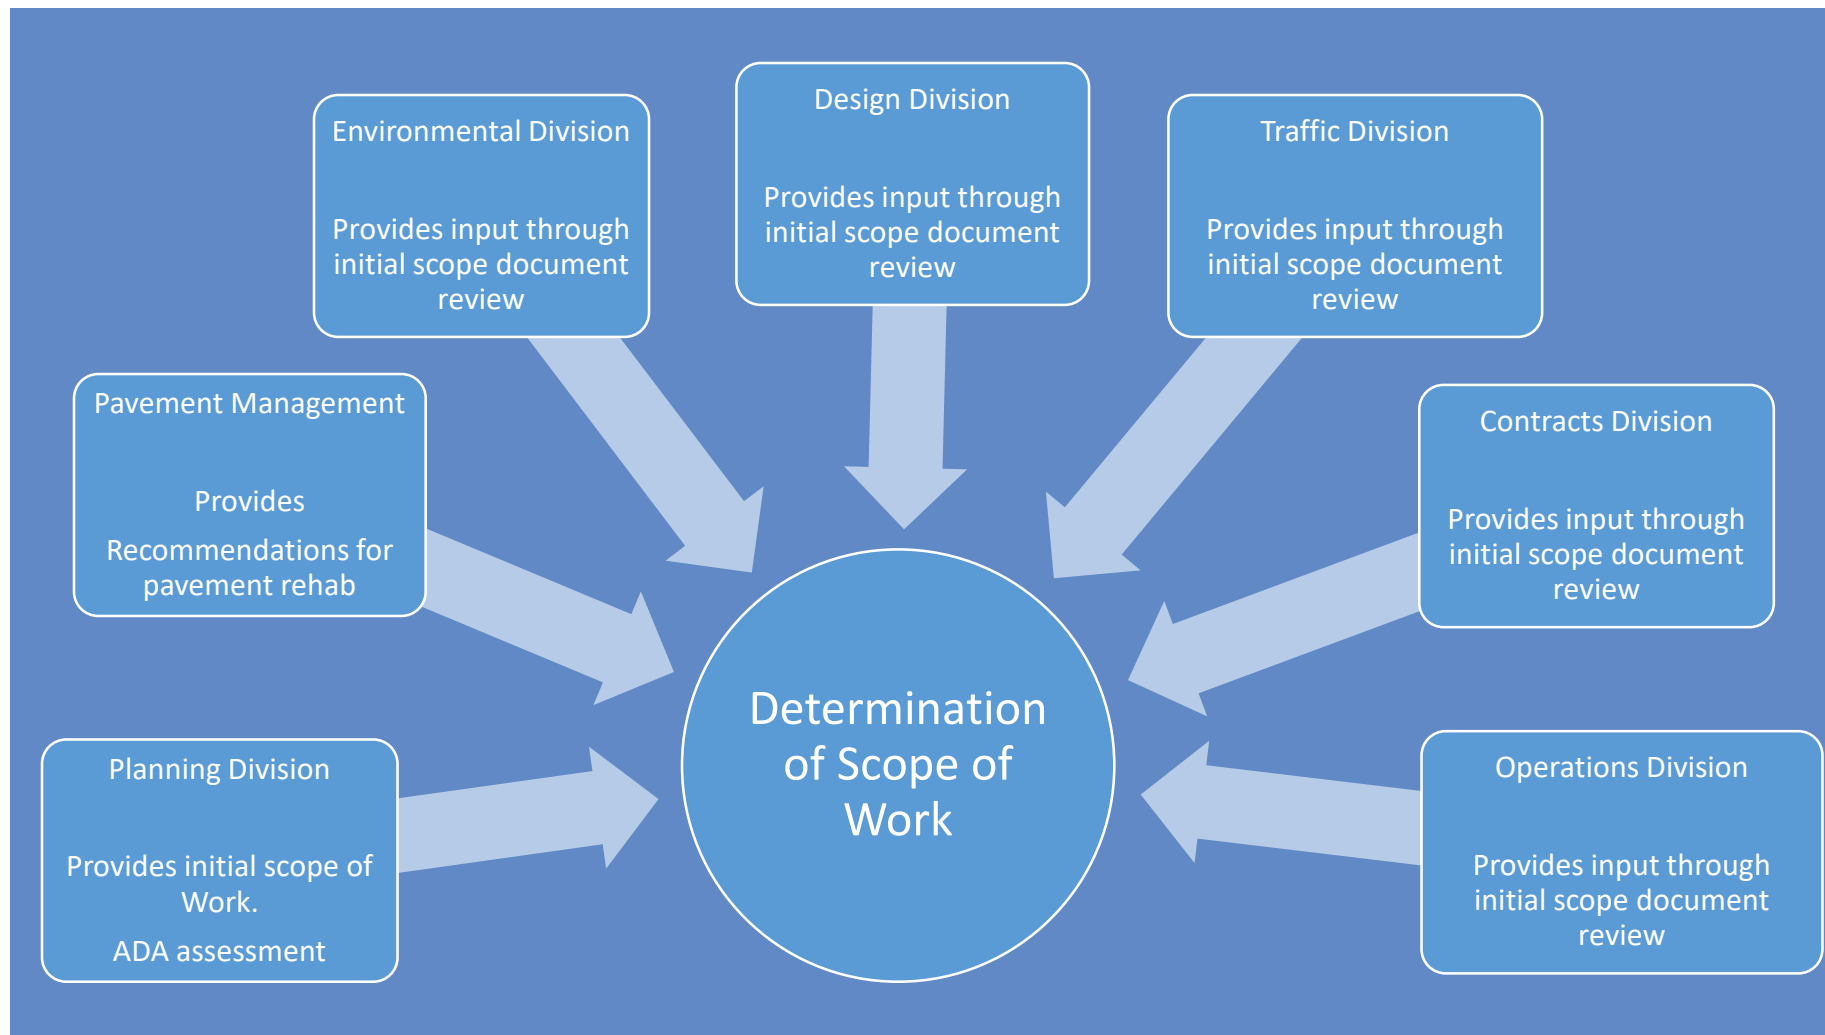 Design Division
Provides input through
initial scope document
review
Environmental Division
Provides input through
initial scope document
review
Traffic Division
Provides input through
initial scope document
review
Pavement Management
Provides
Recommendations for
pavement rehab
Contracts Division
Provides input through
initial scope document
review
Planning Division
Provides initial scope of
Work.
ADA assessment
Determination
of Scope of
Work
Operations Division
Provides input through
initial scope document
review